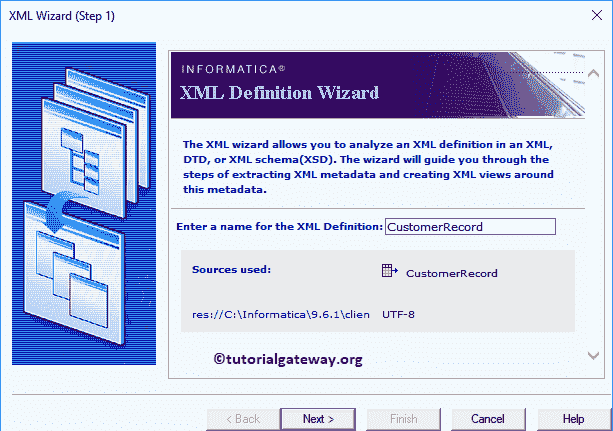 XML Wizard (Step 1)
INFORMATICA®
XML Definition Wizard
The XML wizard allows you to analyze an XML definition in an XML,
DTD, or XML schema(XSD). The wizard will guide you through the
steps of extracting XML metadata and creating XML views around
this metadata.
Enter a name for the XML Definition: CustomerRecord
Sources used: CustomerRecord
res://C:\Informatica\9.6.1\clien UTF-8
©tutorialgateway.org
< Back Next > Finish Cancel Help